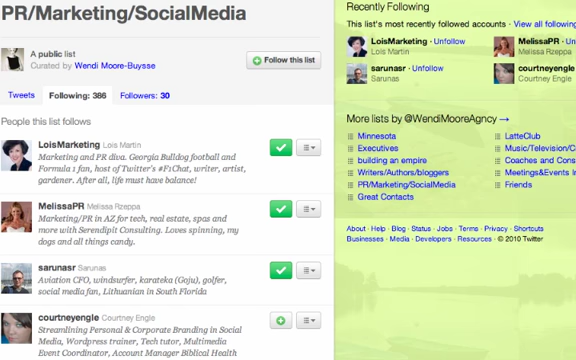 PR/Marketing/SocialMedia
A public list
Curated by Wendi Moore-Buysse
Follow this list
Tweets
Following: 386
Followers: 30
People this list follows
LoisMarketing Lois Martin
Marketing and PR diva. Georgia Bulldog football and
Formula 1 fan, host of Twitter's #F1Chat, writer, artist,
gardener. After all, life must have balance!
MelissaPR Melissa Rzeppa
Marketing/PR in AZ for tech, real estate, spas and
more with Serendipit Consulting. Loves spinning, my
dogs and all things candy.
sarunasr Sarunas
Aviation CFO, windsurfer, karateka (Goju), golfer,
social media fan, Lithuanian in South Florida
courtneyengle Courtney Engle
Streamlining Personal & Corporate Branding in Social
Media, Wordpress trainer, Tech tutor, Multimedia
Event Coordinator, Account Manager Biblical Health
Recently Following
This list's most recently followed accounts · View all following
LoisMarketing · Unfollow
Lois Martin
MelissaPR · Un
Melissa Rzeppa
sarunasr · Unfollow
Sarunas
courtneyengle
Courtney Engle
More lists by @WendiMooreAgncy →
Minnesota
Executives
building an empire
Writers/Authors/bloggers
PR/Marketing/SocialMedia
Great Contacts
LatteClub
Music/Television/C
Coaches and Cons
Meetings&Events In
Friends
About · Help · Blog · Status · Jobs · Terms · Privacy · Shortcuts
Businesses · Media · Developers · Resources · © 2010 Twitter